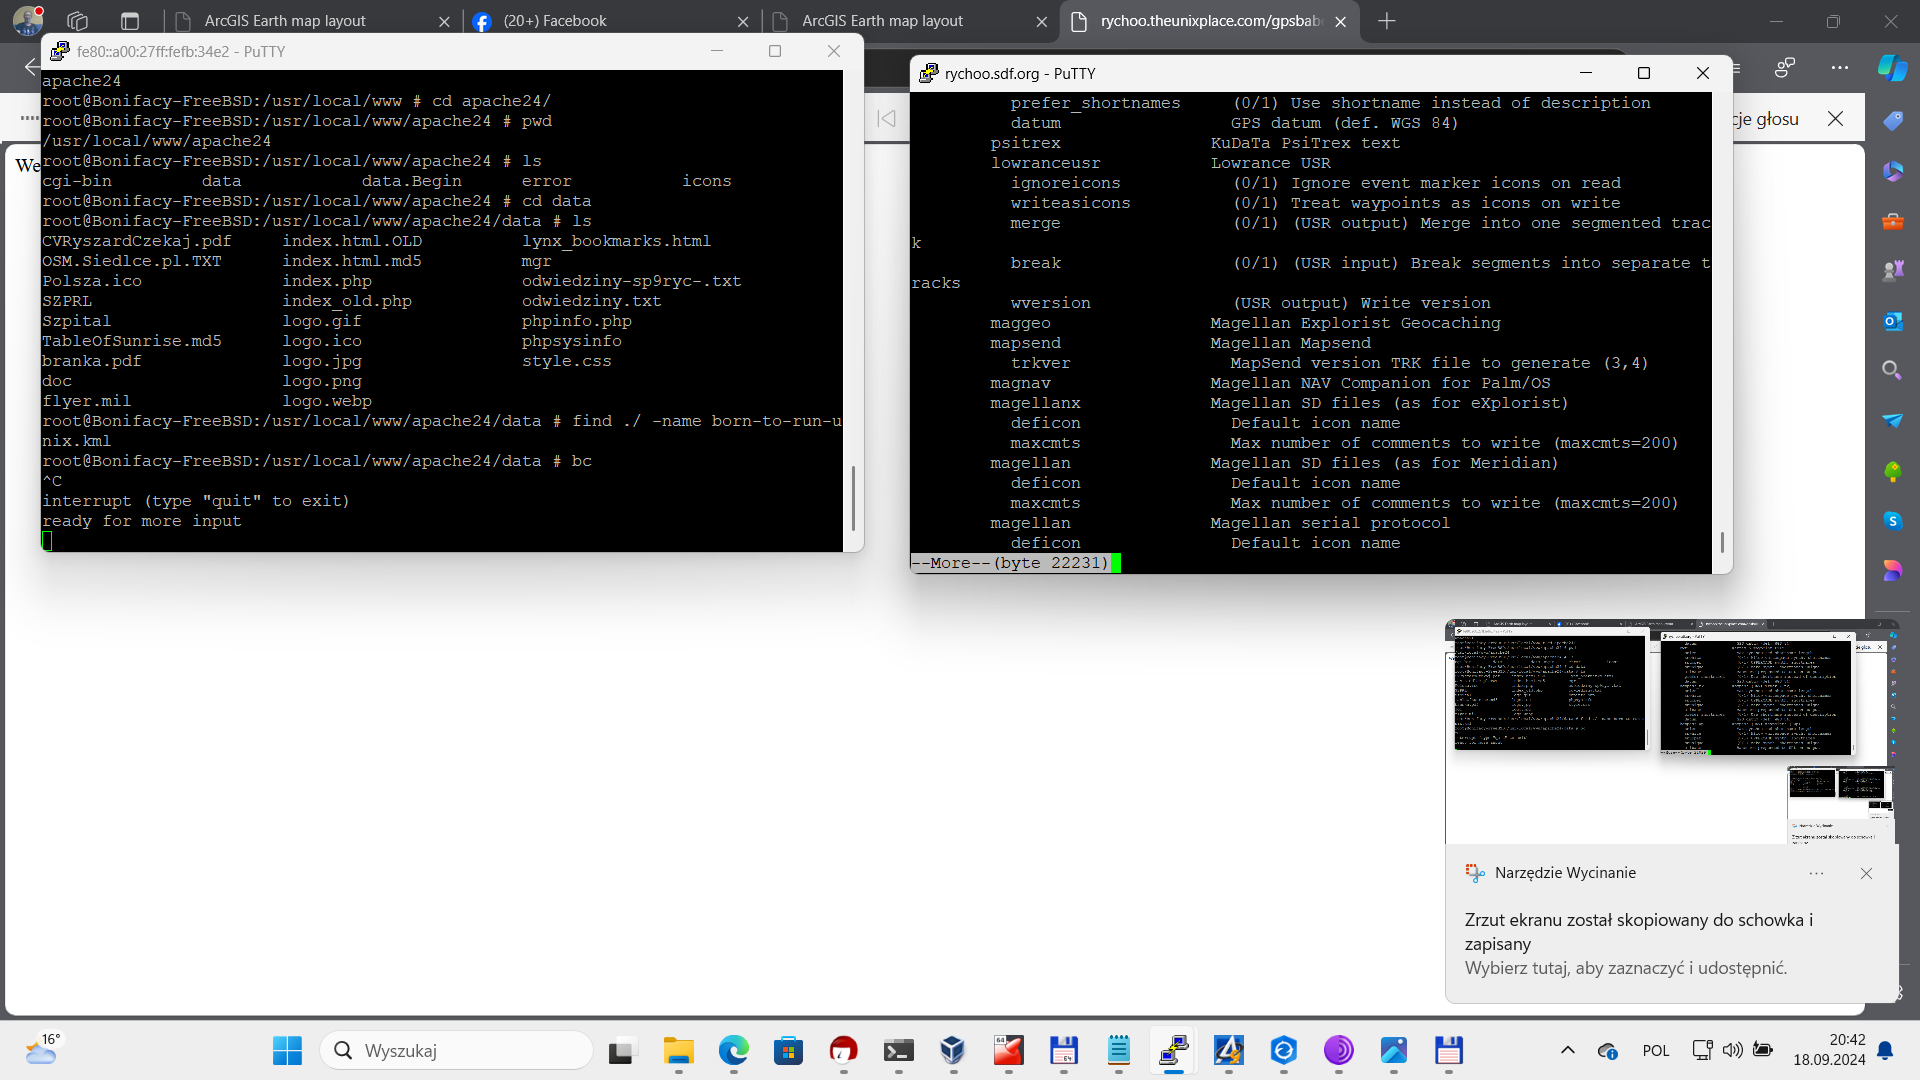 ArcGIS Earth map layout
(20+) Facebook
ArcGIS Earth map layout
rychoo.theunixplace.com/gpsbabe
fe80::a00:27ff:fefb:34e2 - PuTTY
apache24
root@Bonifacy-FreeBSD:/usr/local/www # cd apache24/
root@Bonifacy-FreeBSD:/usr/local/www/apache24 # pwd
/usr/local/www/apache24
root@Bonifacy-FreeBSD:/usr/local/www/apache24 # ls
cgi-bin data data.Begin error icons
root@Bonifacy-FreeBSD:/usr/local/www/apache24 # cd data
root@Bonifacy-FreeBSD:/usr/local/www/apache24/data # ls
CVRyszardCzekaj.pdf index.html.OLD lynx_bookmarks.html
OSM.Siedlce.pl.TXT index.html.md5 mgr
Polsza.ico index.php odwiedziny-sp9ryc-.txt
SZPRL index_old.php odwiedziny.txt
Szpital logo.gif phpinfo.php
TableOfSunrise.md5 logo.ico phpsysinfo
branka.pdf logo.jpg style.css
doc logo.png
flyer.mil logo.webp
root@Bonifacy-FreeBSD:/usr/local/www/apache24/data # find ./ -name born-to-run-u
nix.kml
root@Bonifacy-FreeBSD:/usr/local/www/apache24/data # bc
^C
interrupt (type "quit" to exit)
ready for more input
We
rychoo.sdf.org - PuTTY
prefer_shortnames (0/1) Use shortname instead of description
datum GPS datum (def. WGS 84)
psitrex KuDaTa PsiTrex text
lowranceusr Lowrance USR
ignoreicons (0/1) Ignore event marker icons on read
writeasicons (0/1) Treat waypoints as icons on write
merge (0/1) (USR output) Merge into one segmented trac
k
break (0/1) (USR input) Break segments into separate t
racks
wversion (USR output) Write version
maggeo Magellan Explorist Geocaching
mapsend Magellan Mapsend
trkver MapSend version TRK file to generate (3,4)
magnav Magellan NAV Companion for Palm/OS
magellanx Magellan SD files (as for eXplorist)
deficon Default icon name
maxcmts Max number of comments to write (maxcmts=200)
magellan Magellan SD files (as for Meridian)
deficon Default icon name
maxcmts Max number of comments to write (maxcmts=200)
magellan Magellan serial protocol
deficon Default icon name
--More--(byte 22231)
cje głosu
Narzędzie Wycinanie
Zrzut ekranu został skopiowany do schowka i
zapisany
Wybierz tutaj, aby zaznaczyć i udostępnić.
16°
Wyszukaj
POL
20:42
18.09.2024